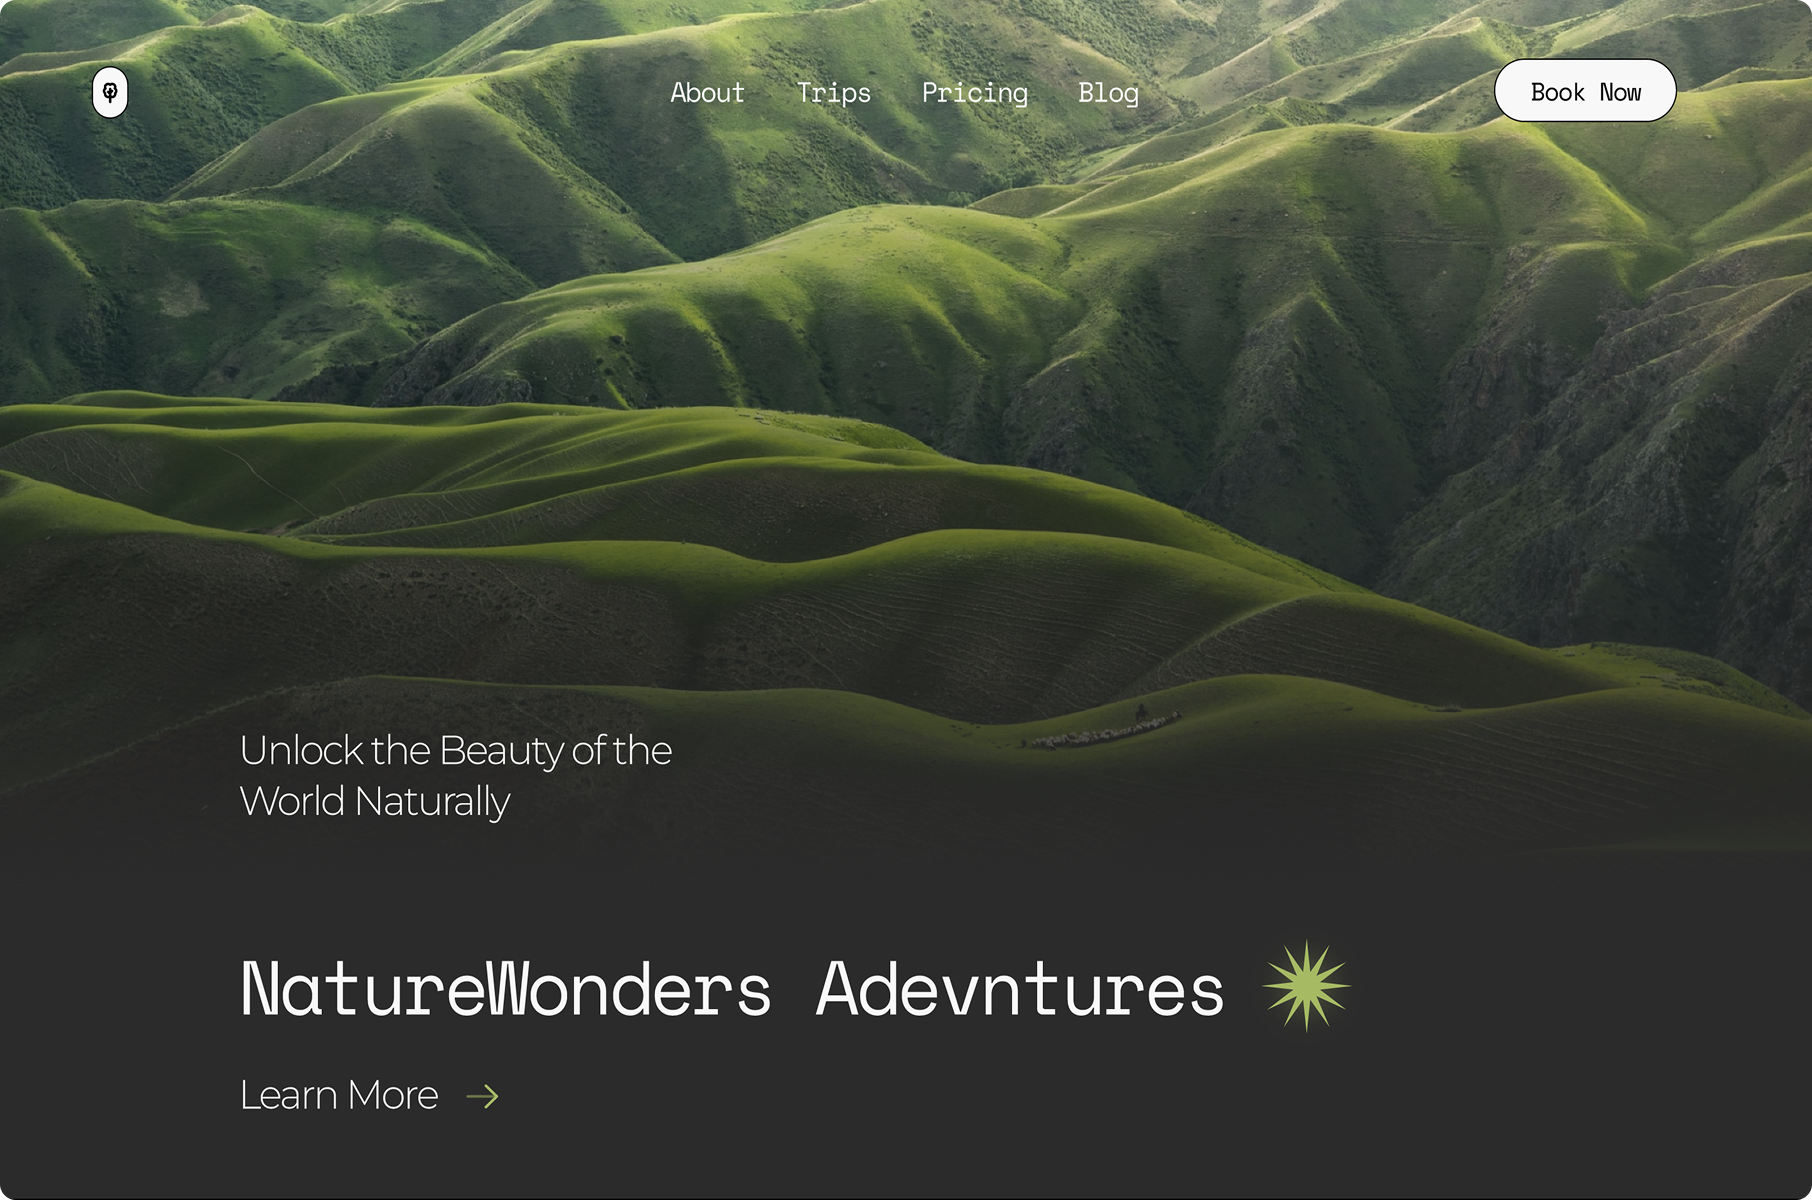 About Trips Pricing Blog Book Now
Unlock the Beauty of the
World Naturally
NatureWonders Adevntures
Learn More